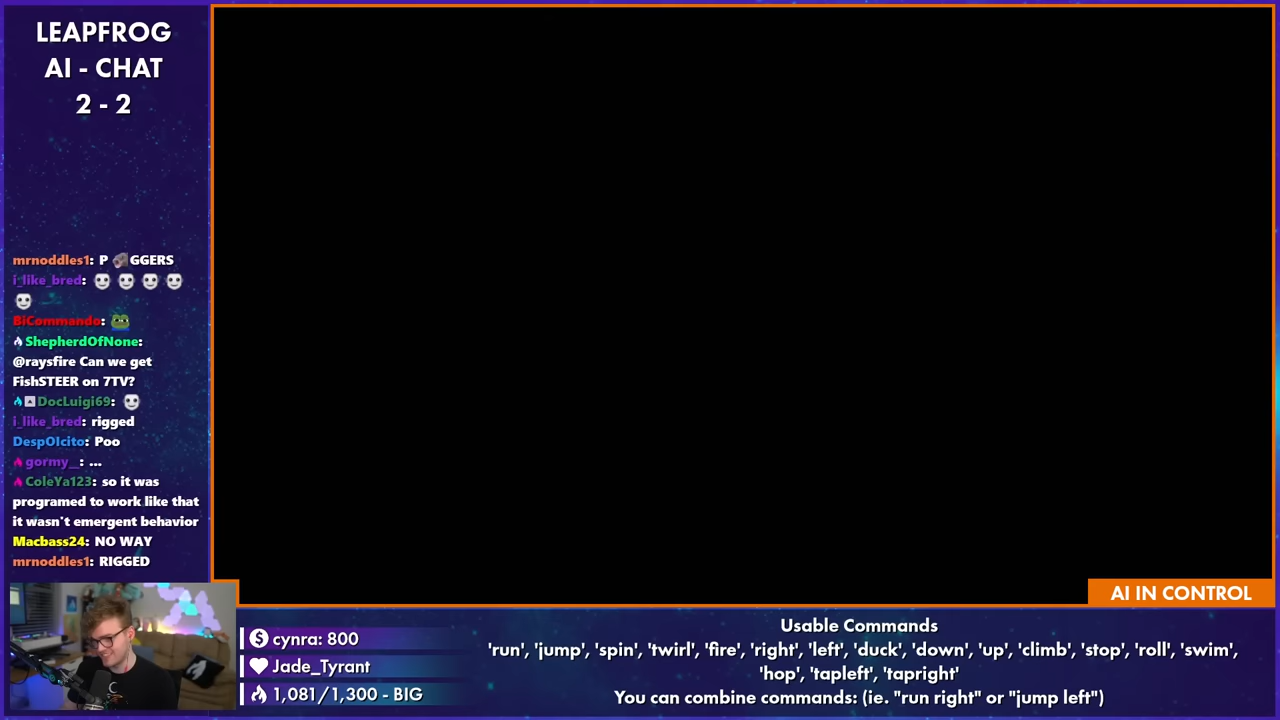 LEAPFROG
AI - CHAT
2 - 2
mrnoddles1: P GGERS
i_like_bred:
BiCommando:
ShepherdOfNone:
@raysfire Can we get
FishSTEER on 7TV?
DocLuigi69:
i_like_bred: rigged
DespOIcito: Poo
gormy__: ...
ColeYa123: so it was
programed to work like that
it wasn't emergent behavior
Macbass24: NO WAY
mrnoddles1: RIGGED
AI IN CONTROL
cynra: 800
Jade_Tyrant
1,081/1,300 - BIG
Usable Commands
'run', 'jump', 'spin', 'twirl', 'fire', 'right', 'left', 'duck', 'down', 'up', 'climb', 'stop', 'roll', 'swim',
'hop', 'tapleft', 'tapright'
You can combine commands: (ie. "run right" or "jump left")